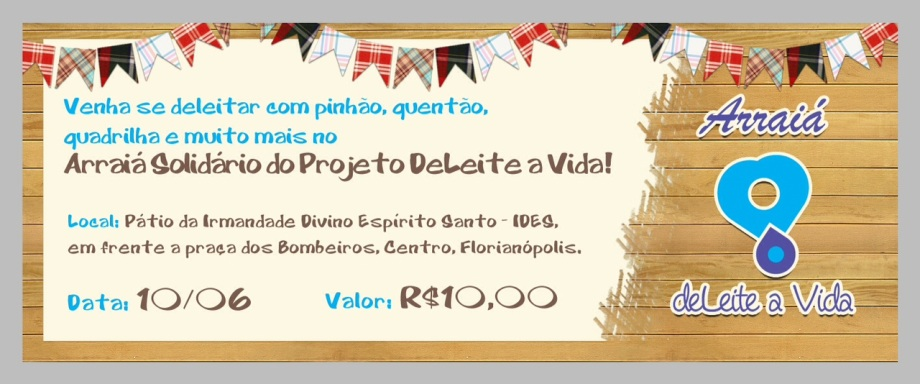 Venha se deleitar com pinhão, quentão,
quadrilha e muito mais no
Arraiá Solidário do Projeto DeLeite a Vida!
Local: Pátio da Irmandade Divino Espírito Santo - IDES,
em frente a praça dos Bombeiros, Centro, Florianópolis.
Data: 10/06 Valor: R$10,00
Arraiá
deLeite a Vida